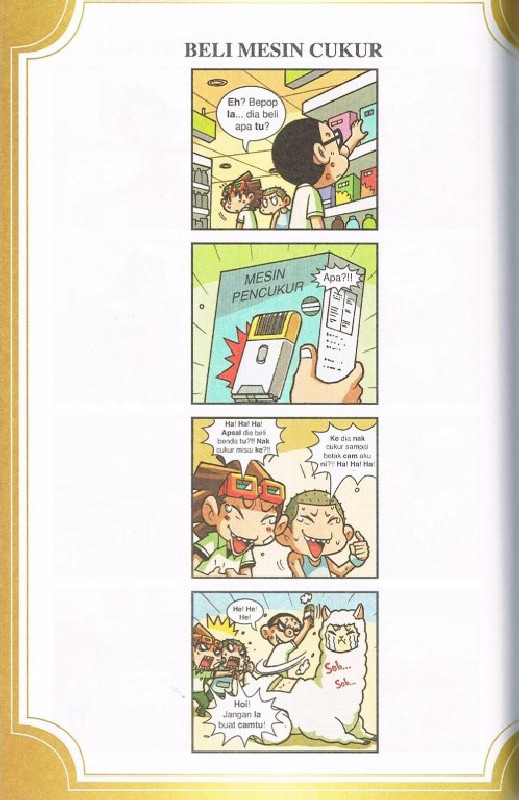 BELI MESIN CUKUR
Eh? Bepop
la... dia beli
apa tu?
MESIN
PENCUKUR
Apa?!!
Ha! Ha! Ha!
Apsal dia beli
benda tu?!! Nak
cukur misai ke?!!
Ke dia nak
cukur sampai
botak cam aku
ni?!! Ha! Ha! Ha!
He! He!
He!
Sob...
Sob...
Hoi!
Jangan la
buat camtu!